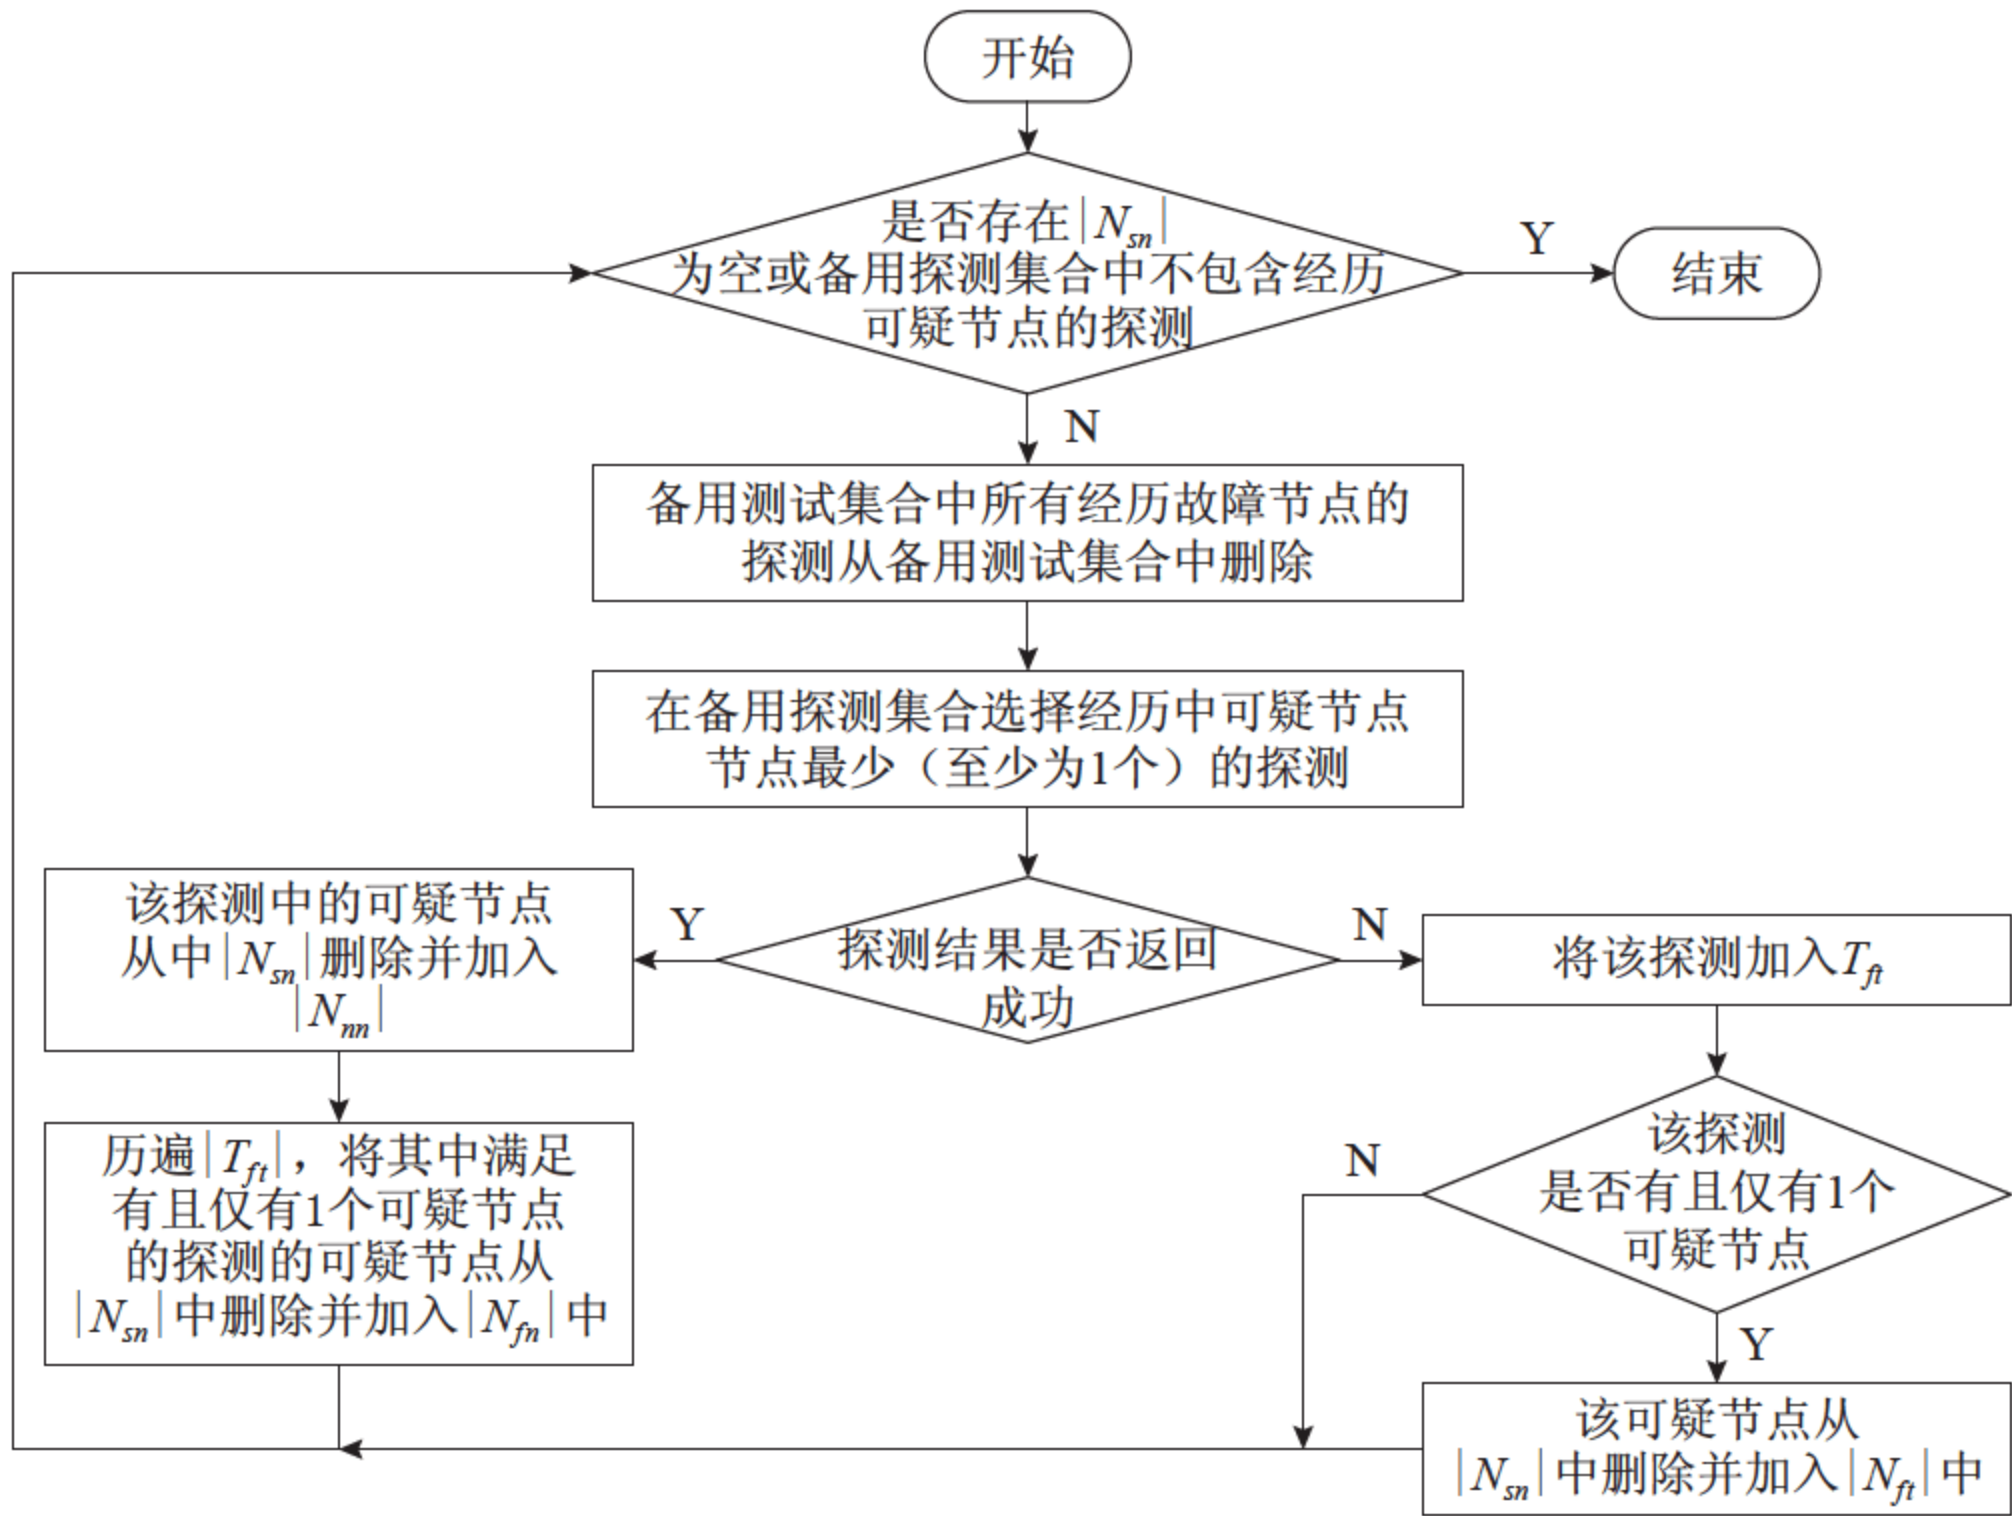 开始
是否存在|Nsn|
为空或备用探测集合中不包含经历
可疑节点的探测
Y
结束
N
备用测试集合中所有经历故障节点的
探测从备用测试集合中删除
在备用探测集合选择经历中可疑节点
节点最少（至少为1个）的探测
探测结果是否返回
成功
Y
该探测中的可疑节点
从中|Nsn|删除并加入
|Nnn|
历遍|Tft|，将其中满足
有且仅有1个可疑节点
的探测的可疑节点从
|Nsn|中删除并加入|Nfn|中
N
将该探测加入Tft
该探测
是否有且仅有1个
可疑节点
N
Y
该可疑节点从
|Nsn|中删除并加入|Nft|中